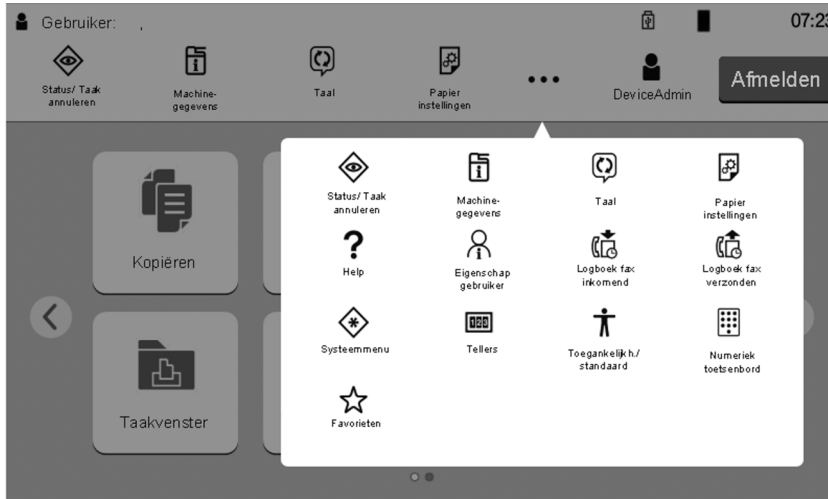 Gebruiker: ,
07:23
Status/ Taak
annuleren
Machine-
gegevens
Taal
Papier
instellingen
DeviceAdmin
Afmelden
Status/ Taak
annuleren
Machine-
gegevens
Taal
Papier
instellingen
Help
Eigenschap
gebruiker
Logboek fax
inkomend
Logboek fax
verzonden
Systeemmenu
123
Tellers
Toegankelijkh./
standaard
Numeriek
toetsenbord
Favorieten
Kopiëren
Taakvenster